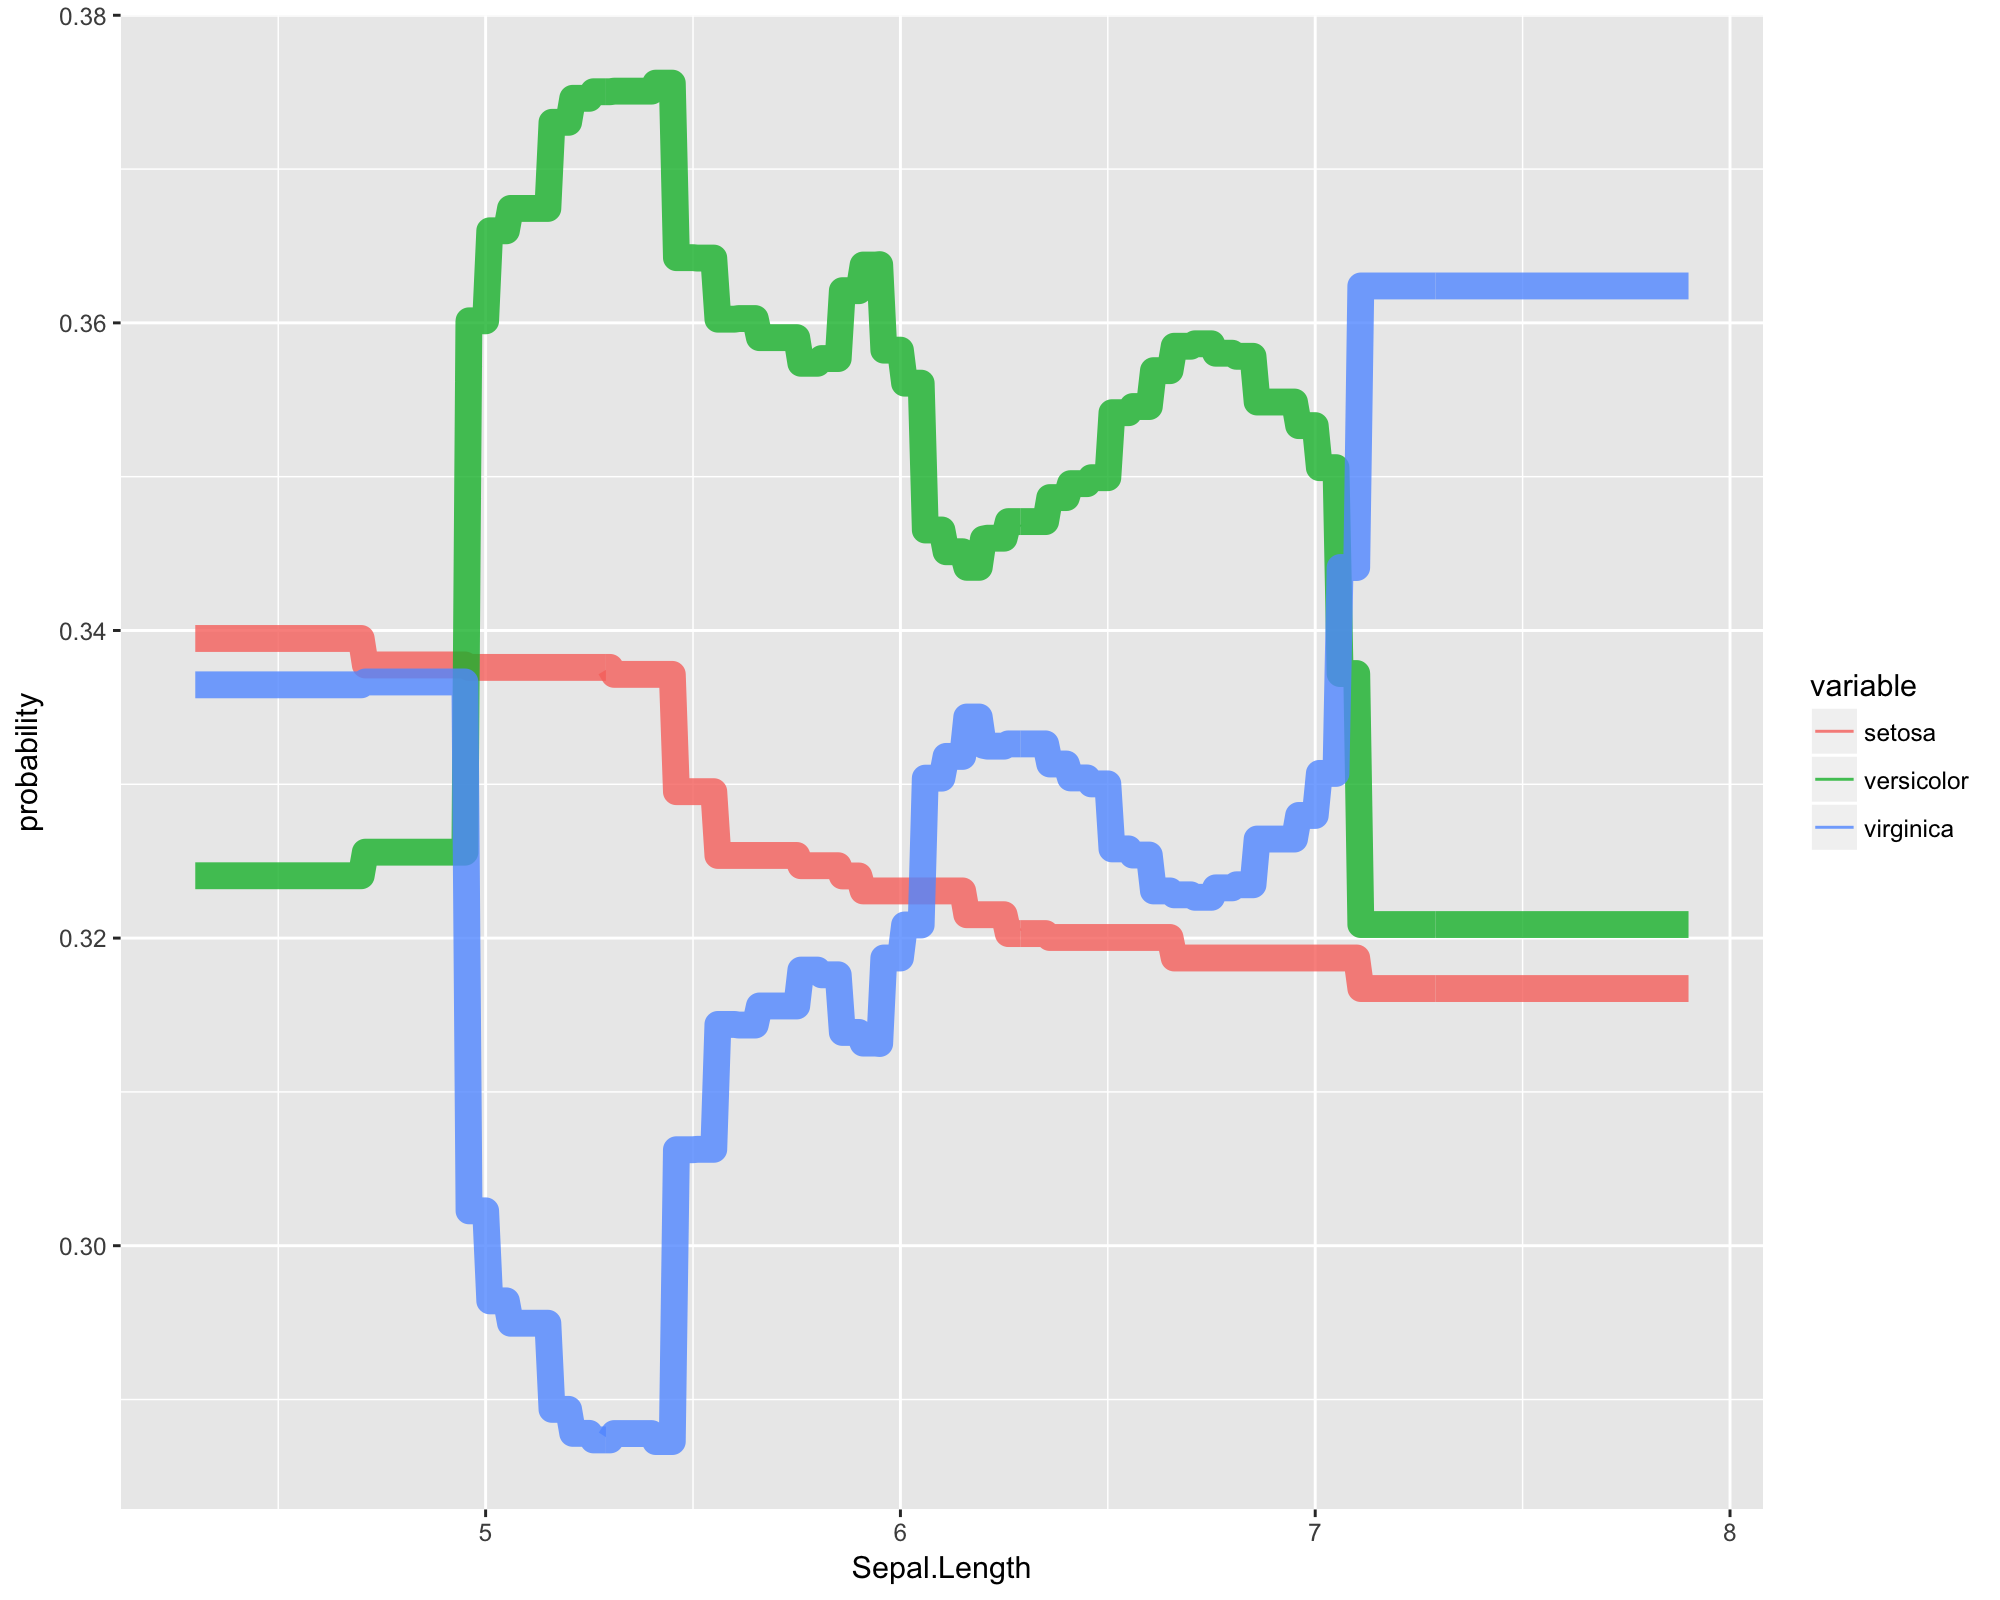 0.38
0.36
0.34
0.32
0.30
probability
5 6 7 8
Sepal.Length
variable
setosa
versicolor
virginica